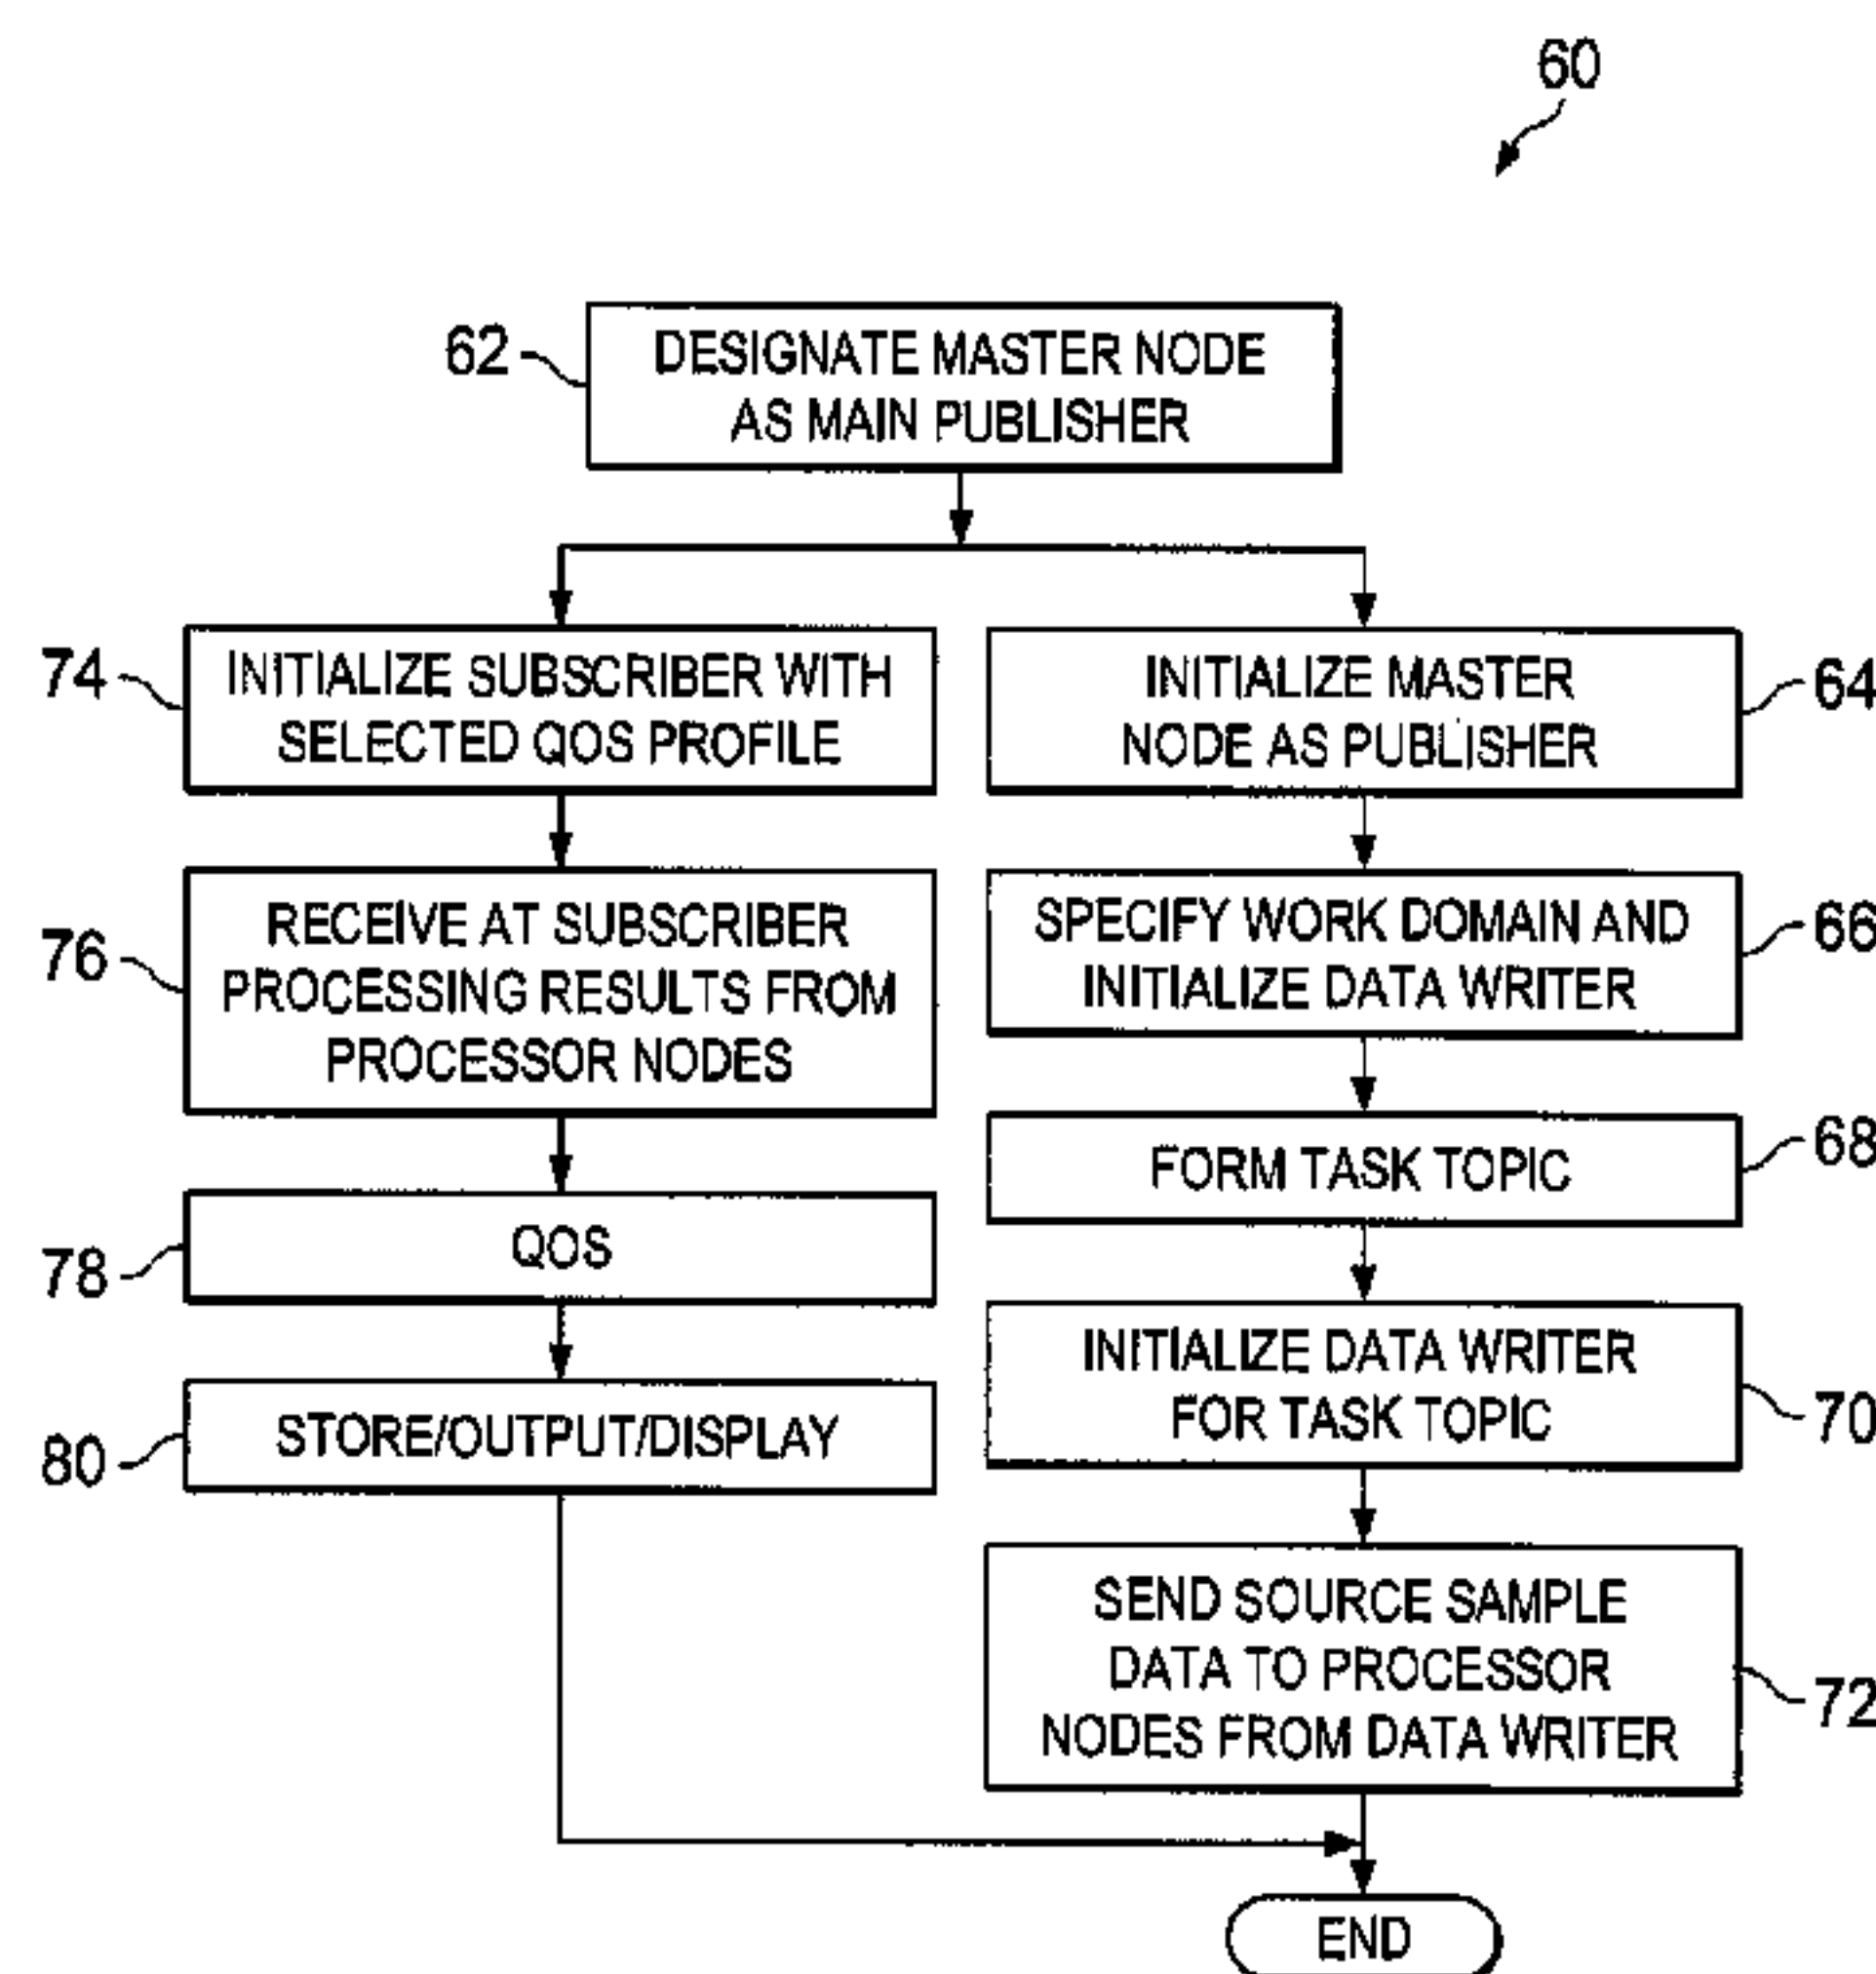 60
62
DESIGNATE MASTER NODE
AS MAIN PUBLISHER
74
INITIALIZE SUBSCRIBER WITH
SELECTED QOS PROFILE
76
RECEIVE AT SUBSCRIBER
PROCESSING RESULTS FROM
PROCESSOR NODES
78
QOS
80
STORE/OUTPUT/DISPLAY
INITIALIZE MASTER
NODE AS PUBLISHER
64
SPECIFY WORK DOMAIN AND
INITIALIZE DATA WRITER
66
FORM TASK TOPIC
68
INITIALIZE DATA WRITER
FOR TASK TOPIC
70
SEND SOURCE SAMPLE
DATA TO PROCESSOR
NODES FROM DATA WRITER
72
END